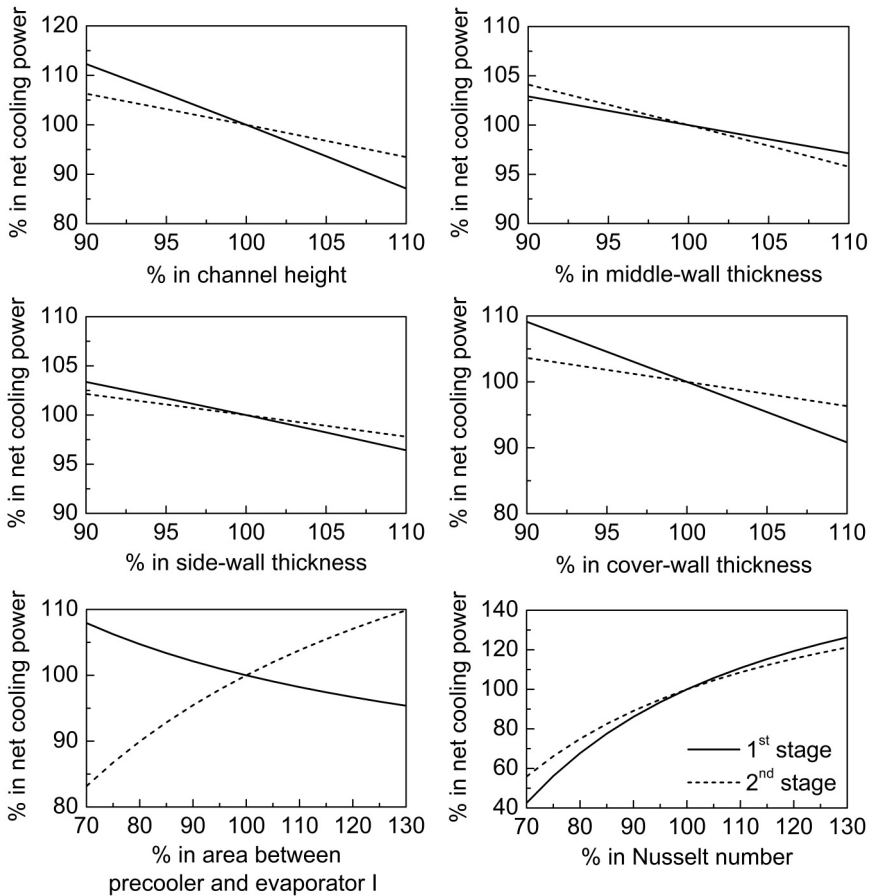 120
110
100
90
80
% in net cooling power
90 95 100 105 110
% in channel height
110
105
100
95
90
% in net cooling power
90 95 100 105 110
% in middle-wall thickness
110
105
100
95
90
% in net cooling power
90 95 100 105 110
% in side-wall thickness
110
100
90
80
% in net cooling power
90 95 100 105 110
% in cover-wall thickness
110
100
90
80
% in net cooling power
70 80 90 100 110 120 130
% in area between
precooler and evaporator I
140
120
100
80
60
40
% in net cooling power
1st stage
2nd stage
70 80 90 100 110 120 130
% in Nusselt number